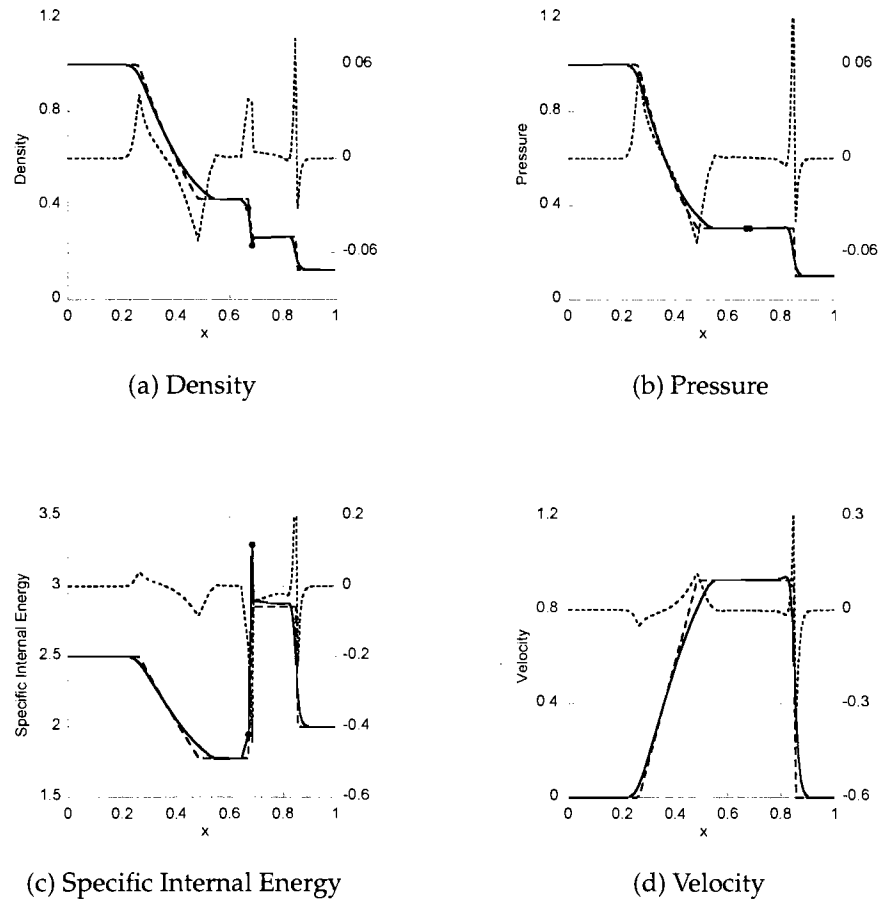 1.2
0.8
0.4
0
Density
0 06
0
-0.06
0 0.2 0.4 0.6 0.8 1
x
(a) Density
1.2
0.8
0.4
0
Pressure
0 06
0
-0.06
0 0.2 0.4 0.6 0.8 1
x
(b) Pressure
3.5
3
2.5
2
1.5
Specific Internal Energy
0.2
0
-0.2
-0.4
-0.6
0 0.2 0.4 0.6 0.8 1
x
(c) Specific Internal Energy
1.2
0.8
0.4
0
Velocity
0.3
0
-0.3
-0.6
0 0.2 0.4 0.6 0.8 1
x
(d) Velocity